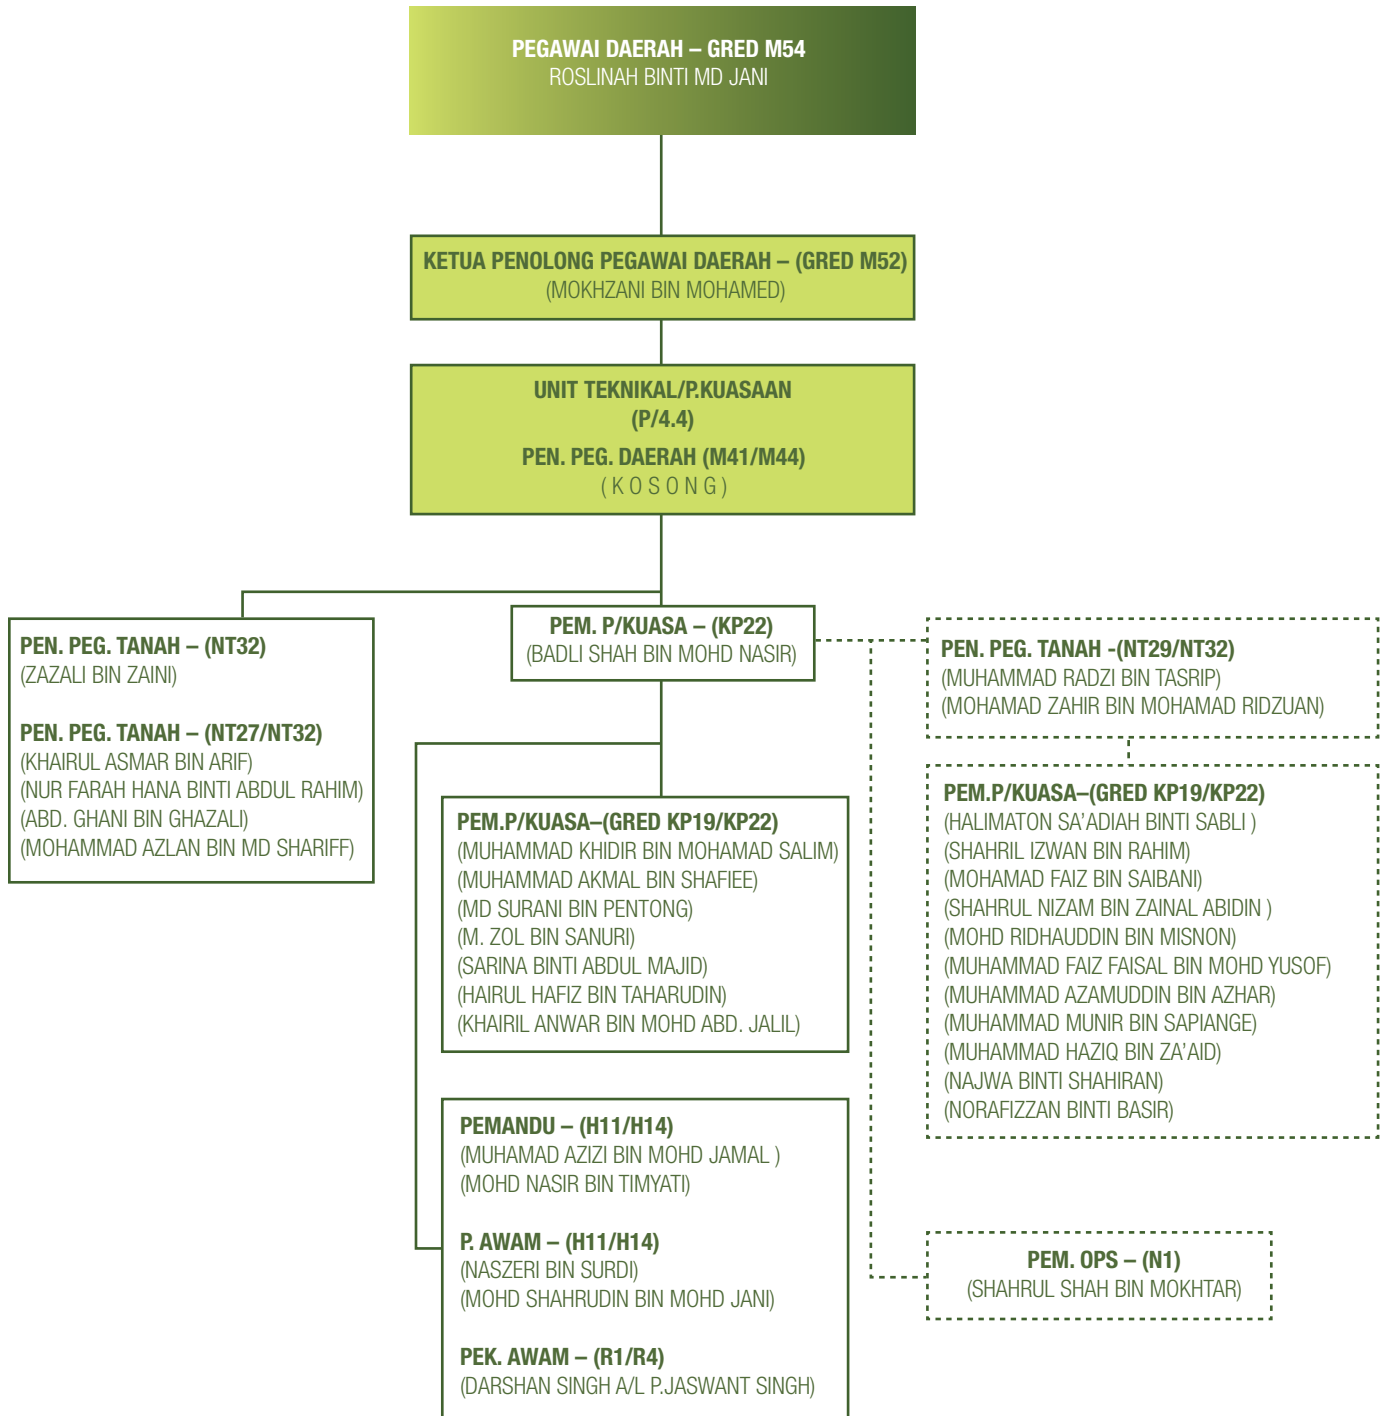 PEGAWAI DAERAH – GRED M54
ROSLINAH BINTI MD JANI
KETUA PENOLONG PEGAWAI DAERAH – (GRED M52)
(MOKHZANI BIN MOHAMED)
UNIT TEKNIKAL/P.KUASAAN
(P/4.4)
PEN. PEG. DAERAH (M41/M44)
( K O S O N G )
PEN. PEG. TANAH – (NT32)
(ZAZALI BIN ZAINI)
PEN. PEG. TANAH – (NT27/NT32)
(KHAIRUL ASMAR BIN ARIF)
(NUR FARAH HANA BINTI ABDUL RAHIM)
(ABD. GHANI BIN GHAZALI)
(MOHAMMAD AZLAN BIN MD SHARIFF)
PEM. P/KUASA – (KP22)
(BADLI SHAH BIN MOHD NASIR)
PEM.P/KUASA–(GRED KP19/KP22)
(MUHAMMAD KHIDIR BIN MOHAMAD SALIM)
(MUHAMMAD AKMAL BIN SHAFIEE)
(MD SURANI BIN PENTONG)
(M. ZOL BIN SANURI)
(SARINA BINTI ABDUL MAJID)
(HAIRUL HAFIZ BIN TAHARUDIN)
(KHAIRIL ANWAR BIN MOHD ABD. JALIL)
PEMANDU – (H11/H14)
(MUHAMAD AZIZI BIN MOHD JAMAL )
(MOHD NASIR BIN TIMYATI)
P. AWAM – (H11/H14)
(NASZERI BIN SURDI)
(MOHD SHAHRUDIN BIN MOHD JANI)
PEK. AWAM – (R1/R4)
(DARSHAN SINGH A/L P.JASWANT SINGH)
PEN. PEG. TANAH -(NT29/NT32)
(MUHAMMAD RADZI BIN TASRIP)
(MOHAMAD ZAHIR BIN MOHAMAD RIDZUAN)
PEM.P/KUASA–(GRED KP19/KP22)
(HALIMATON SA’ADIAH BINTI SABLI )
(SHAHRIL IZWAN BIN RAHIM)
(MOHAMAD FAIZ BIN SAIBANI)
(SHAHRUL NIZAM BIN ZAINAL ABIDIN )
(MOHD RIDHAUDDIN BIN MISNON)
(MUHAMMAD FAIZ FAISAL BIN MOHD YUSOF)
(MUHAMMAD AZAMUDDIN BIN AZHAR)
(MUHAMMAD MUNIR BIN SAPIANGE)
(MUHAMMAD HAZIQ BIN ZA’AID)
(NAJWA BINTI SHAHIRAN)
(NORAFIZZAN BINTI BASIR)
PEM. OPS – (N1)
(SHAHRUL SHAH BIN MOKHTAR)